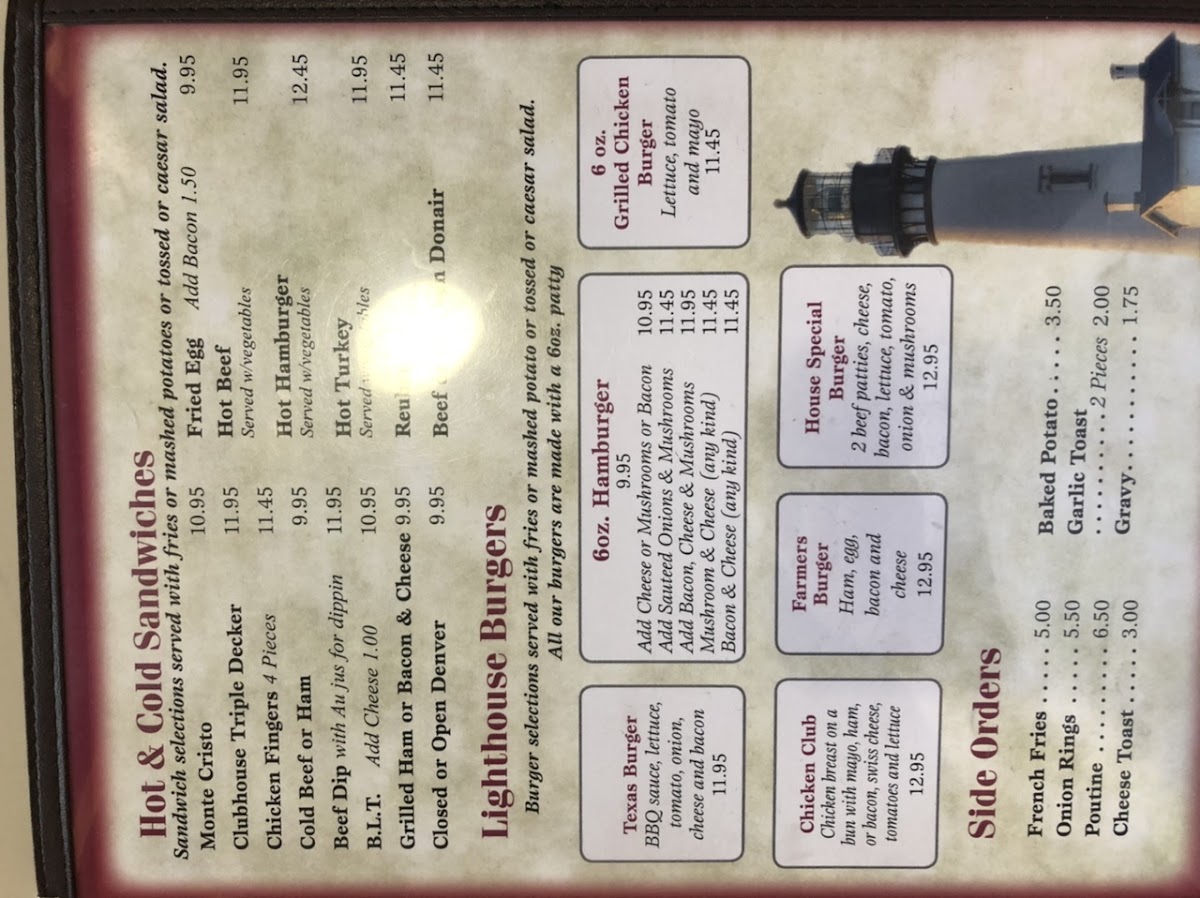 Hot & Cold Sandwiches
Sandwich selections served with fries or mashed potatoes or tossed or caesar salad.
Monte Cristo 10.95
Clubhouse Triple Decker 11.95
Chicken Fingers 4 Pieces 11.45
Cold Beef or Ham 9.95
Beef Dip with Au jus for dippin 11.95
B.L.T. Add Cheese 1.00 10.95
Grilled Ham or Bacon & Cheese 9.95
Closed or Open Denver 9.95
Fried Egg Add Bacon 1.50 9.95
Hot Beef 11.95
Served w/vegetables
Hot Hamburger 12.45
Served w/vegetables
Hot Turkey 11.95
Served
11.45
Beef Donair 11.45
Lighthouse Burgers
Burger selections served with fries or mashed potato or tossed or caesar salad.
All our burgers are made with a 6oz. patty
Texas Burger
BBQ sauce, lettuce,
tomato, onion,
cheese and bacon
11.95
6oz. Hamburger
9.95
Add Cheese or Mushrooms or Bacon 10.95
Add Sauteed Onions & Mushrooms 11.45
Add Bacon, Cheese & Mushrooms 11.95
Mushroom & Cheese (any kind) 11.45
Bacon & Cheese (any kind) 11.45
6 oz.
Grilled Chicken
Burger
Lettuce, tomato
and mayo
11.45
Chicken Club
Chicken breast on a
bun with mayo, ham,
or bacon, swiss cheese,
tomatoes and lettuce
12.95
Farmers
Burger
Ham, egg,
bacon and
cheese
12.95
House Special
Burger
2 beef patties, cheese,
bacon, lettuce, tomato,
onion & mushrooms
12.95
Side Orders
French Fries ..... 5.00
Onion Rings ..... 5.50
Poutine .......... 6.50
Cheese Toast ..... 3.00
Baked Potato ...... 3.50
Garlic Toast
.......... 2 Pieces 2.00
Gravy ............ 1.75